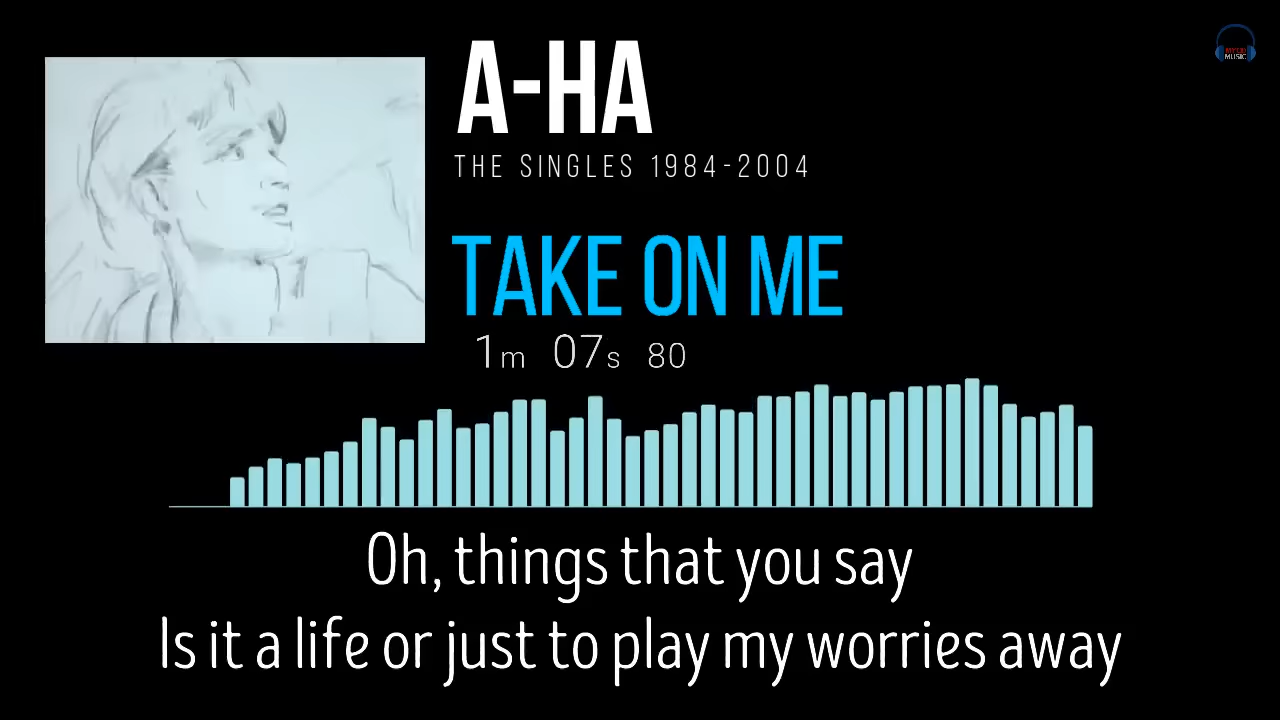 A-HA
THE SINGLES 1984-2004
TAKE ON ME
1m 07s 80
Oh, things that you say
Is it a life or just to play my worries away
MUSIC